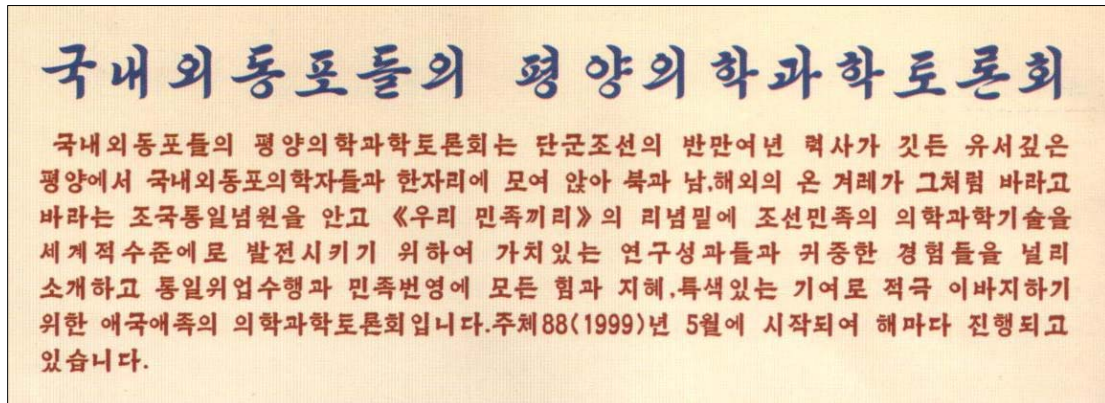 국내외동포들의 평양의학과학토론회
국내외동포들의 평양의학과학토론회는 단군조선의 반만여년 력사가 깃든 유서깊은
평양에서 국내외동포의학자들과 한자리에 모여 앉아 북과 남,해외의 온 겨레가 그처럼 바라고
바라는 조국통일념원을 안고 《우리 민족끼리》의 리념밑에 조선민족의 의학과학기술을
세계적수준에로 발전시키기 위하여 가치있는 연구성과들과 귀중한 경험들을 널리
소개하고 통일위업수행과 민족번영에 모든 힘과 지혜,특색있는 기여로 적극 이바지하기
위한 애국애족의 의학과학토론회입니다.주체88(1999)년 5월에 시작되여 해마다 진행되고
있습니다.